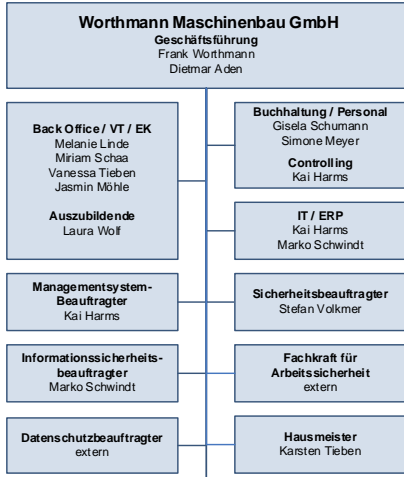 Worthmann Maschinenbau GmbH
Geschäftsführung
Frank Worthmann
Dietmar Aden
Back Office / VT / EK
Melanie Linde
Miriam Schaa
Vanessa Tieben
Jasmin Möhle
Auszubildende
Laura Wolf
Buchhaltung / Personal
Gisela Schumann
Simone Meyer
Controlling
Kai Harms
IT / ERP
Kai Harms
Marko Schwindt
Managementsystem-
Beauftragter
Kai Harms
Sicherheitsbeauftragter
Stefan Volkmer
Informationssicherheits-
beauftragter
Marko Schwindt
Fachkraft für
Arbeitssicherheit
extern
Datenschutzbeauftragter
extern
Hausmeister
Karsten Tieben